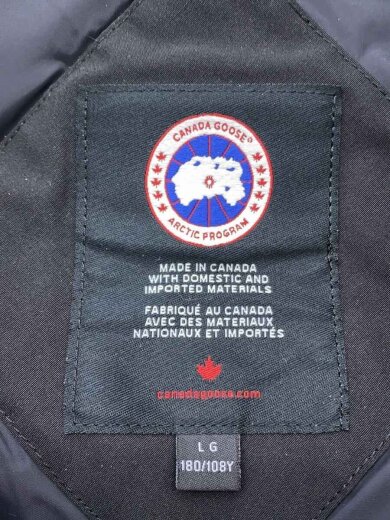 CANADA GOOSE®
ARCTIC PROGRAM
MADE IN CANADA
WITH DOMESTIC AND
IMPORTED MATERIALS
FABRIQUÉ AU CANADA
AVEC DES MATERIAUX
NATIONAUX ET IMPORTÉS
canadagoose.com
LG
180/108Y